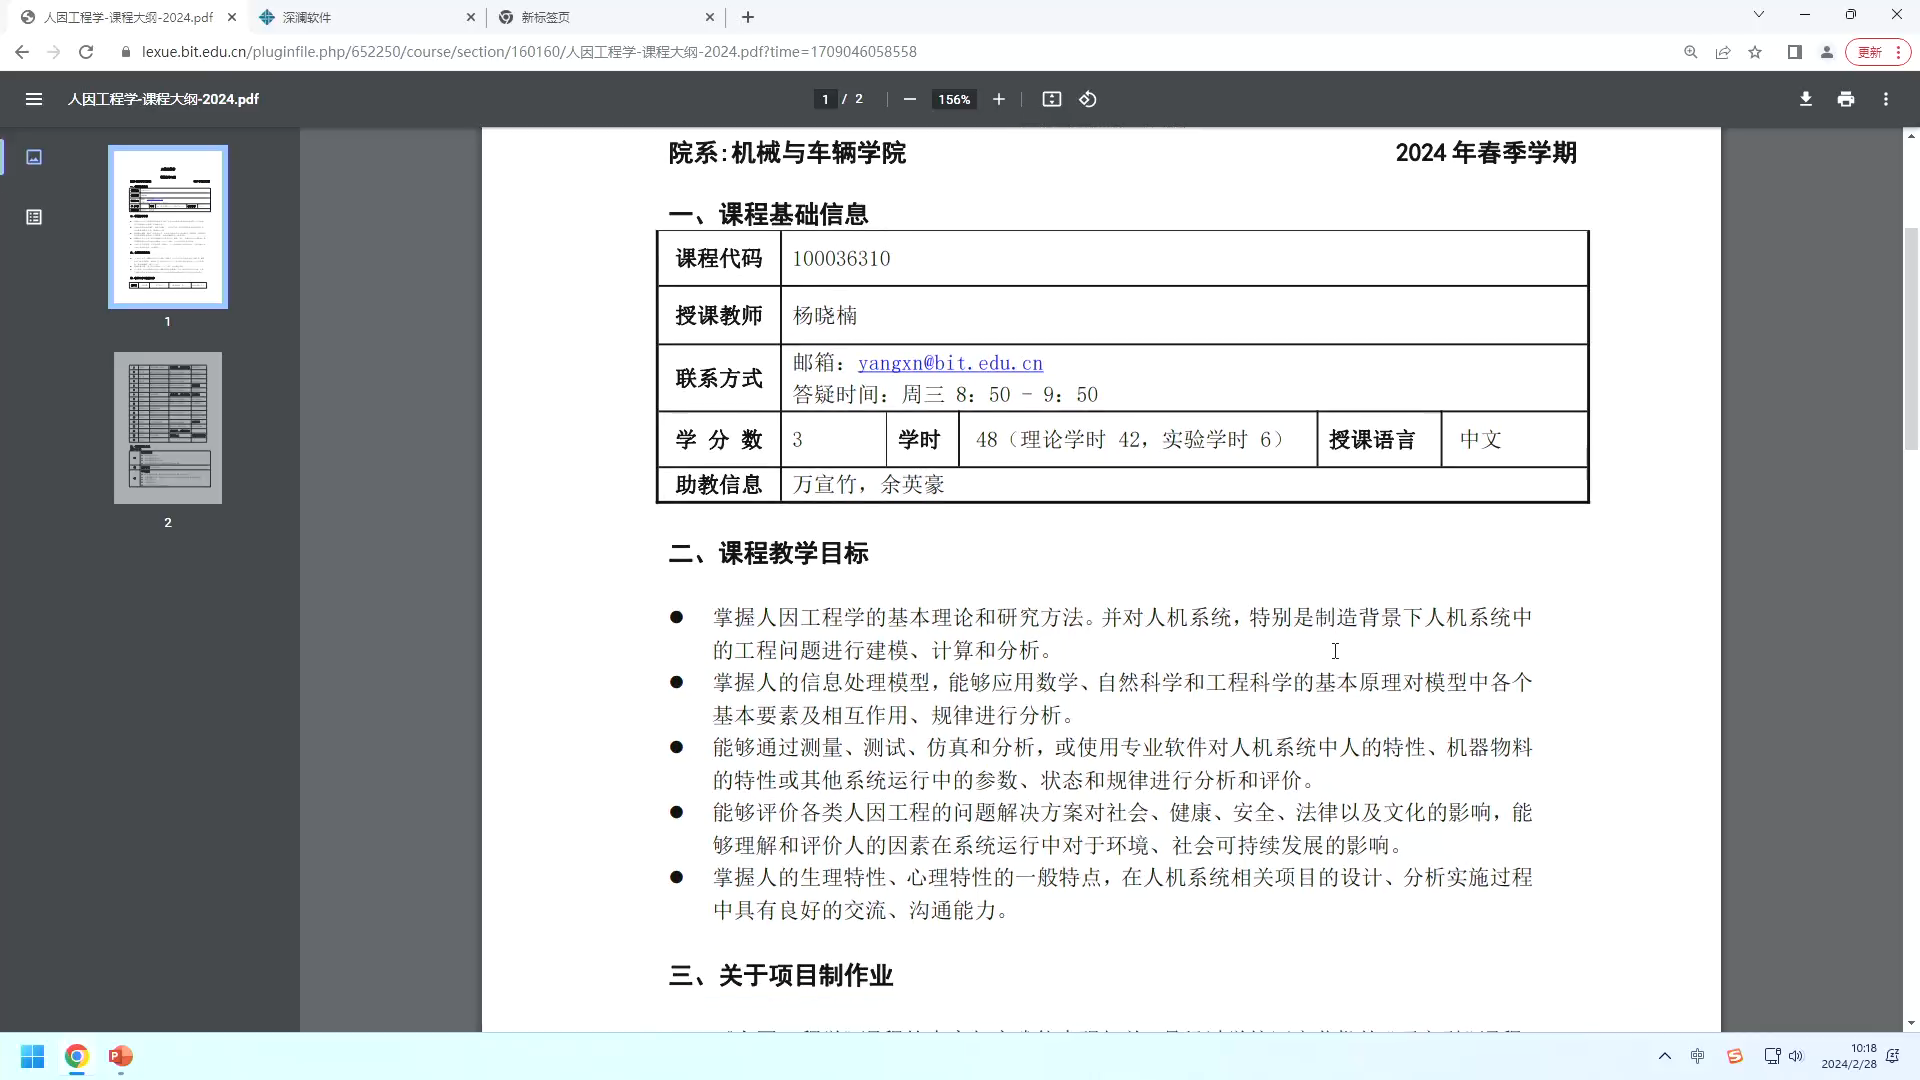 人因工程学-课程大纲-2024.pdf
深澜软件
新标签页
lexue.bit.edu.cn/pluginfile.php/652250/course/section/160160/人因工程学-课程大纲-2024.pdf?time=1709046058558
更新
人因工程学-课程大纲-2024.pdf
1 / 2
156%
1
2
院系:机械与车辆学院 2024 年春季学期
一、课程基础信息
课程代码 100036310
授课教师 杨晓楠
联系方式
邮箱：yangxn@bit.edu.cn
答疑时间：周三 8：50 - 9：50
学 分 数 3 学时 48（理论学时 42，实验学时 6） 授课语言 中文
助教信息 万宣竹，余英豪
二、课程教学目标
● 掌握人因工程学的基本理论和研究方法。并对人机系统，特别是制造背景下人机系统中
的工程问题进行建模、计算和分析。
● 掌握人的信息处理模型，能够应用数学、自然科学和工程科学的基本原理对模型中各个
基本要素及相互作用、规律进行分析。
● 能够通过测量、测试、仿真和分析，或使用专业软件对人机系统中人的特性、机器物料
的特性或其他系统运行中的参数、状态和规律进行分析和评价。
● 能够评价各类人因工程的问题解决方案对社会、健康、安全、法律以及文化的影响，能
够理解和评价人的因素在系统运行中对于环境、社会可持续发展的影响。
● 掌握人的生理特性、心理特性的一般特点，在人机系统相关项目的设计、分析实施过程
中具有良好的交流、沟通能力。
三、关于项目制作业
中
10:18
2024/2/28